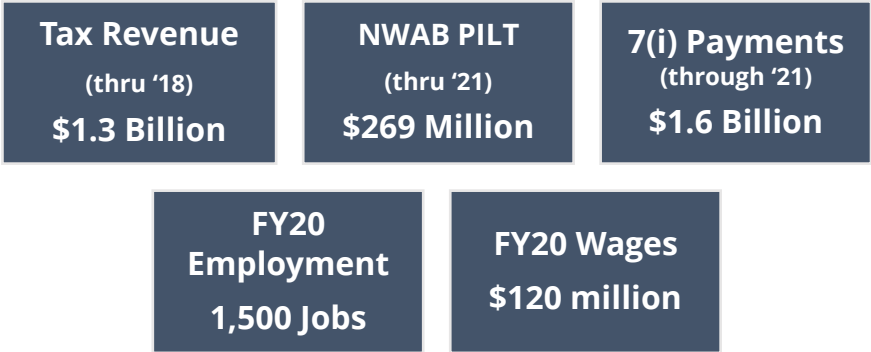 Tax Revenue
(thru ‘18)
$1.3 Billion
NWAB PILT
(thru ‘21)
$269 Million
7(i) Payments
(through ‘21)
$1.6 Billion
FY20
Employment
1,500 Jobs
FY20 Wages
$120 million